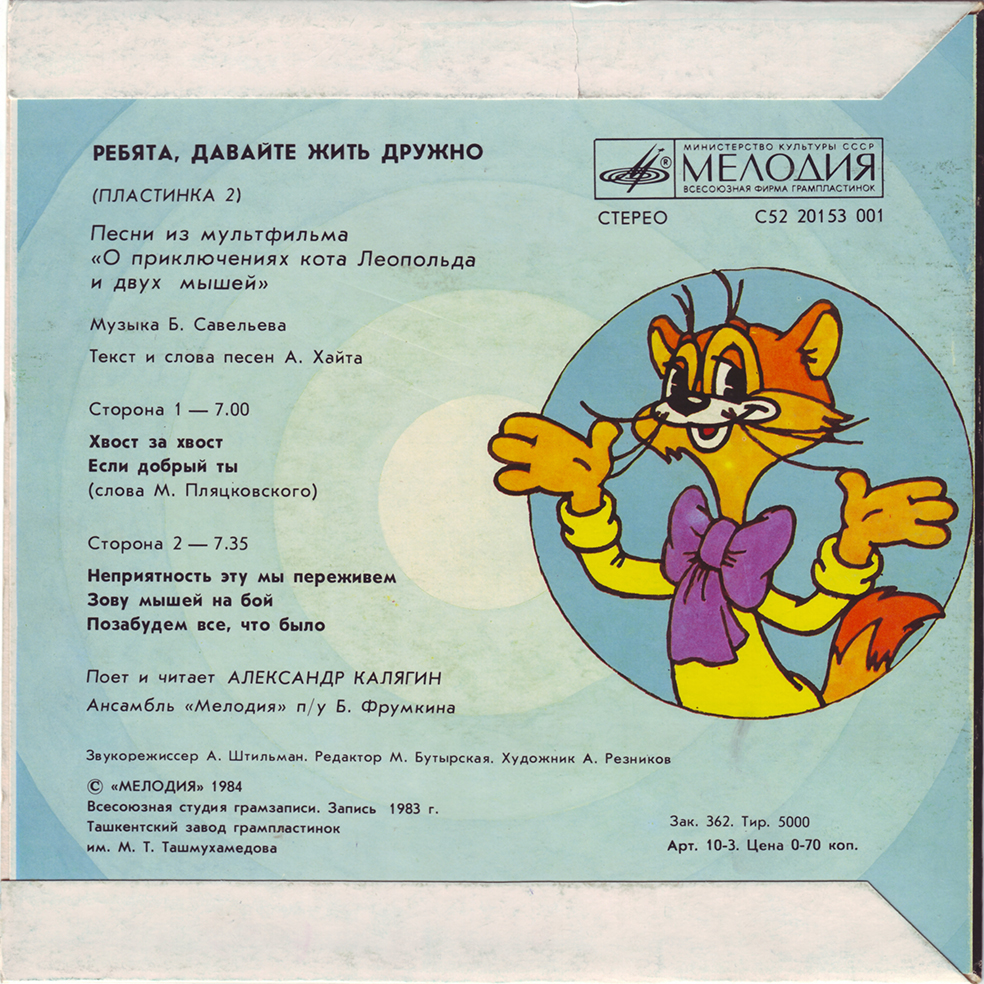 РЕБЯТА, ДАВАЙТЕ ЖИТЬ ДРУЖНО
(ПЛАСТИНКА 2)
Песни из мультфильма
«О приключениях кота Леопольда
и двух мышей»
Музыка Б. Савельева
Текст и слова песен А. Хайта
Сторона 1 — 7.00
Хвост за хвост
Если добрый ты
(слова М. Пляцковского)
Сторона 2 — 7.35
Неприятность эту мы переживем
Зову мышей на бой
Позабудем все, что было
Поет и читает АЛЕКСАНДР КАЛЯГИН
Ансамбль «Мелодия» п/у Б. Фрумкина
Звукорежиссер А. Штильман. Редактор М. Бутырская. Художник А. Резников
© «МЕЛОДИЯ» 1984
Всесоюзная студия грамзаписи. Запись 1983 г.
Ташкентский завод грампластинок
им. М. Т. Ташмухамедова
®
МИНИСТЕРСТВО КУЛЬТУРЫ СССР
МЕЛОДИЯ
ВСЕСОЮЗНАЯ ФИРМА ГРАМПЛАСТИНОК
СТЕРЕО С52 20153 001
Зак. 362. Тир. 5000
Арт. 10-3. Цена 0-70 коп.